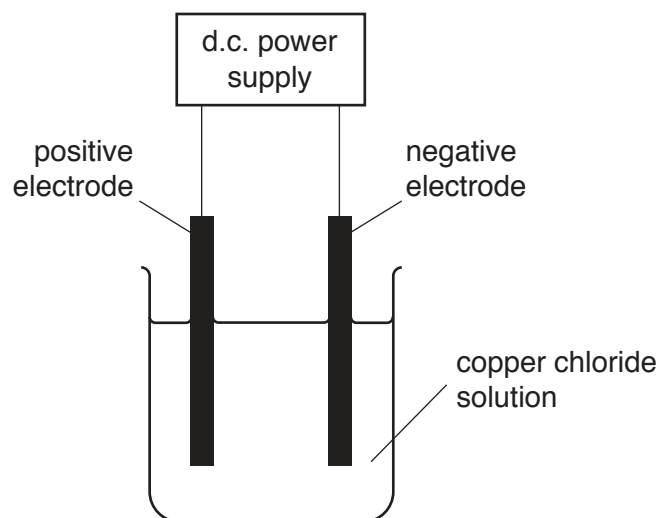 d.c. power
supply
positive
electrode
negative
electrode
copper chloride
solution